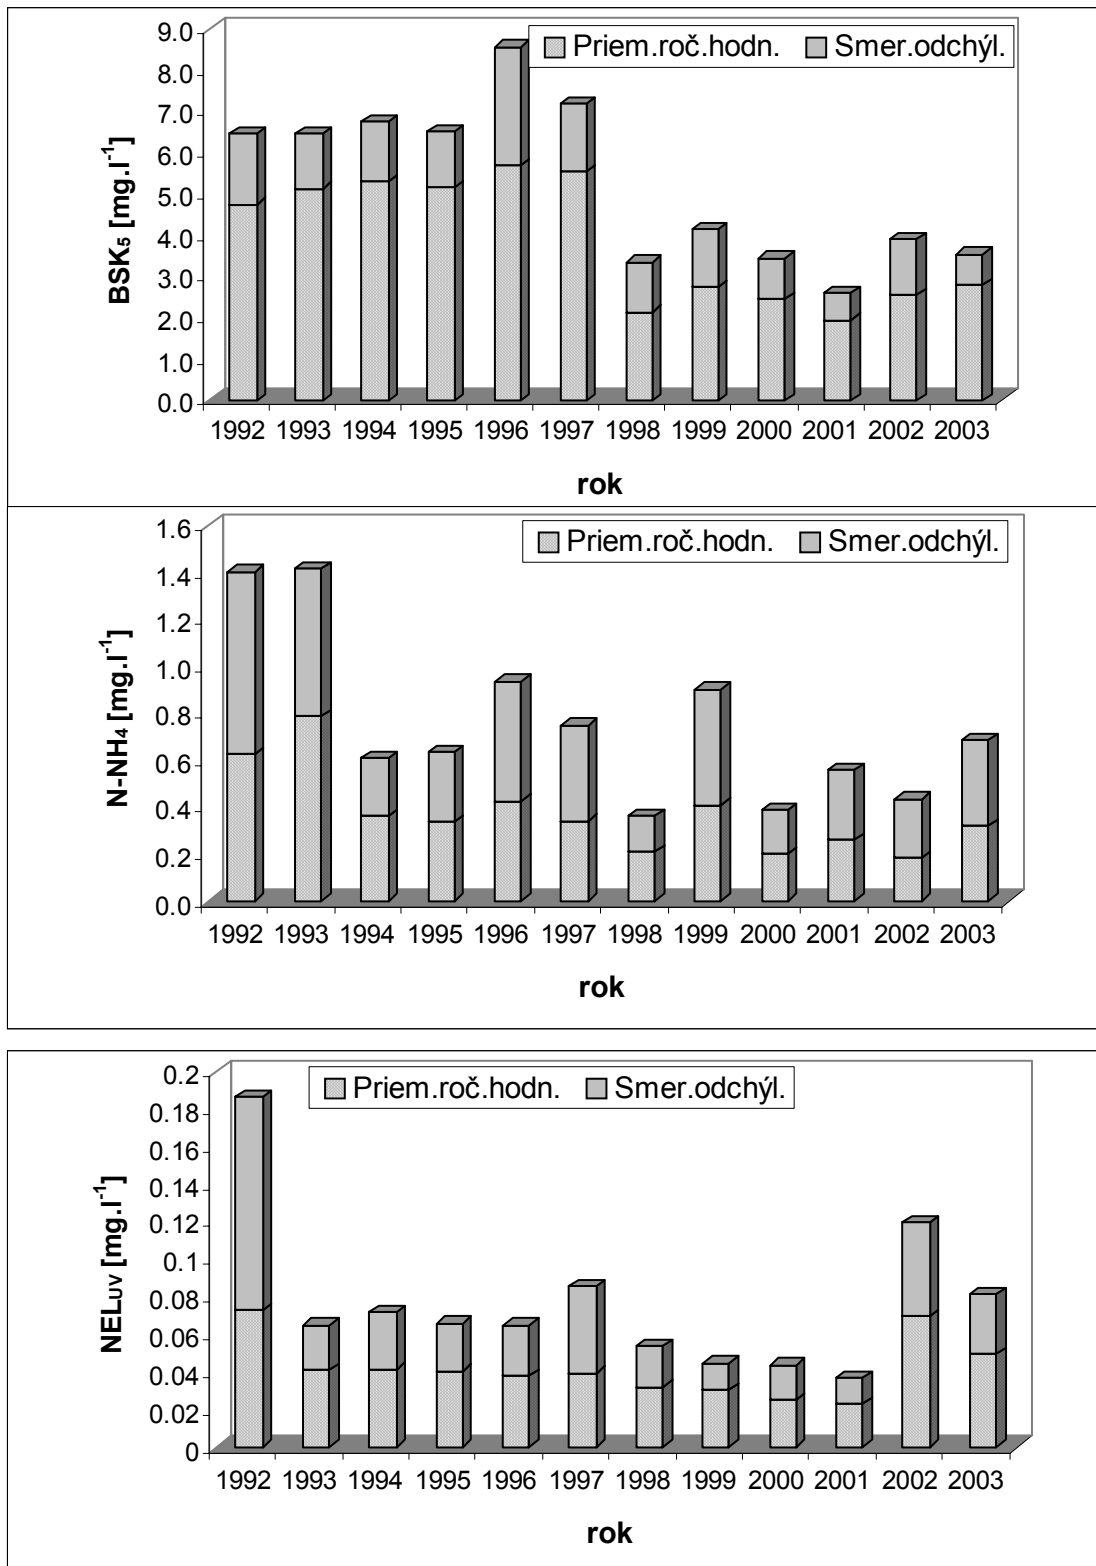 Priem.roč.hodn. Smer.odchýl.
9.0
8.0
7.0
6.0
5.0
4.0
3.0
2.0
1.0
0.0
BSK5 [mg.l-1]
1992 1993 1994 1995 1996 1997 1998 1999 2000 2001 2002 2003
rok
Priem.roč.hodn. Smer.odchýl.
1.6
1.4
1.2
1.0
0.8
0.6
0.4
0.2
0.0
N-NH4 [mg.l-1]
1992 1993 1994 1995 1996 1997 1998 1999 2000 2001 2002 2003
rok
Priem.roč.hodn. Smer.odchýl.
0.2
0.18
0.16
0.14
0.12
0.1
0.08
0.06
0.04
0.02
0
NELUV [mg.l-1]
1992 1993 1994 1995 1996 1997 1998 1999 2000 2001 2002 2003
rok